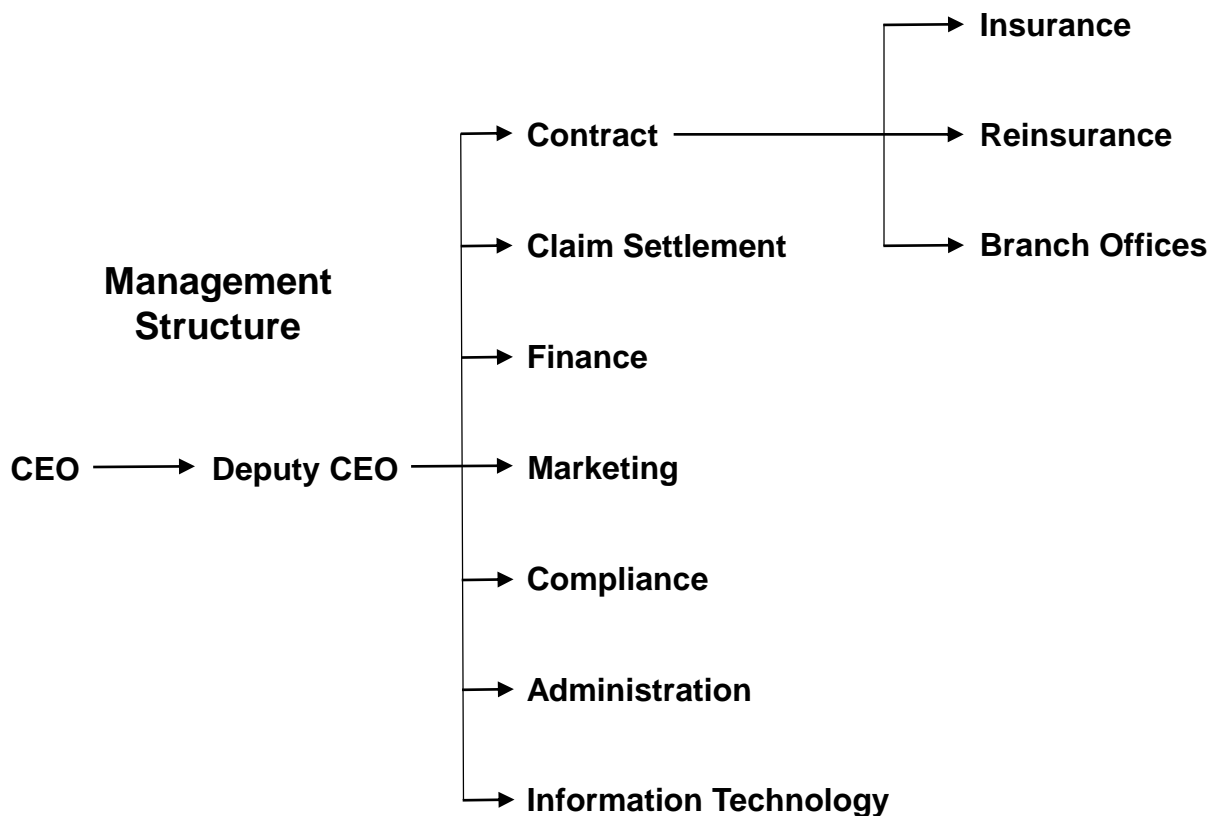 Insurance
Contract
Reinsurance
Claim Settlement
Branch Offices
Management
Structure
Finance
CEO
Deputy CEO
Marketing
Compliance
Administration
Information Technology